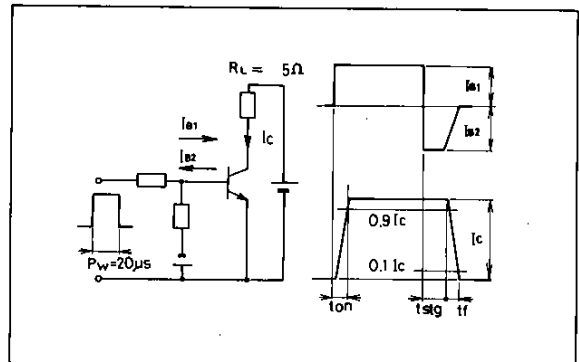 RL = 5Ω
IB1
IB2
Ic
Pw=20μs
IB1
IB2
0.9 Ic
Ic
0.1 Ic
ton
tstg
tf